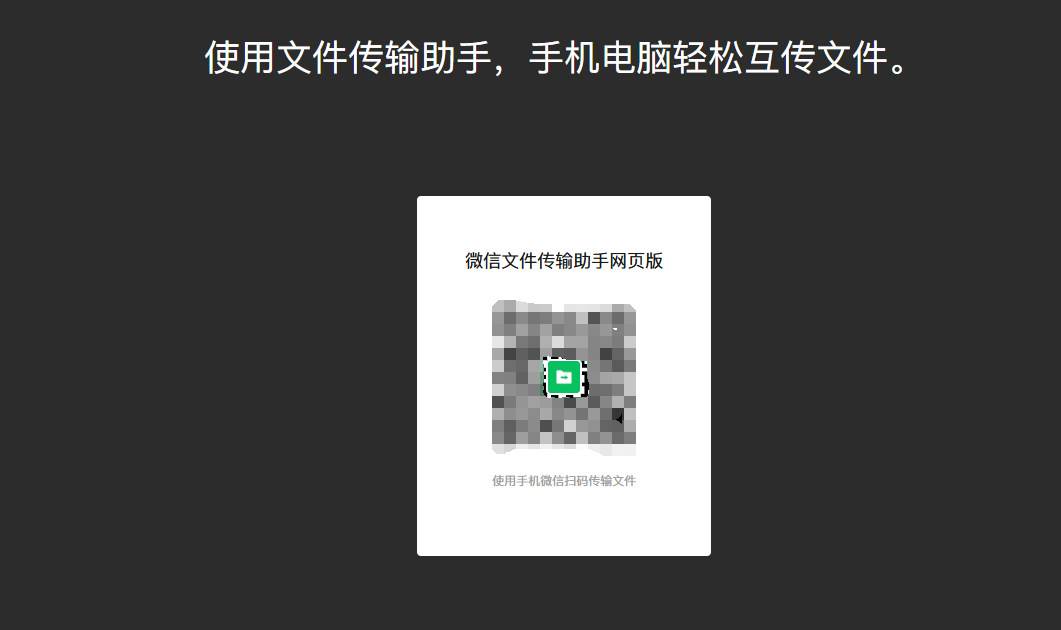 使用文件传输助手，手机电脑轻松互传文件。
微信文件传输助手网页版
使用手机微信扫码传输文件